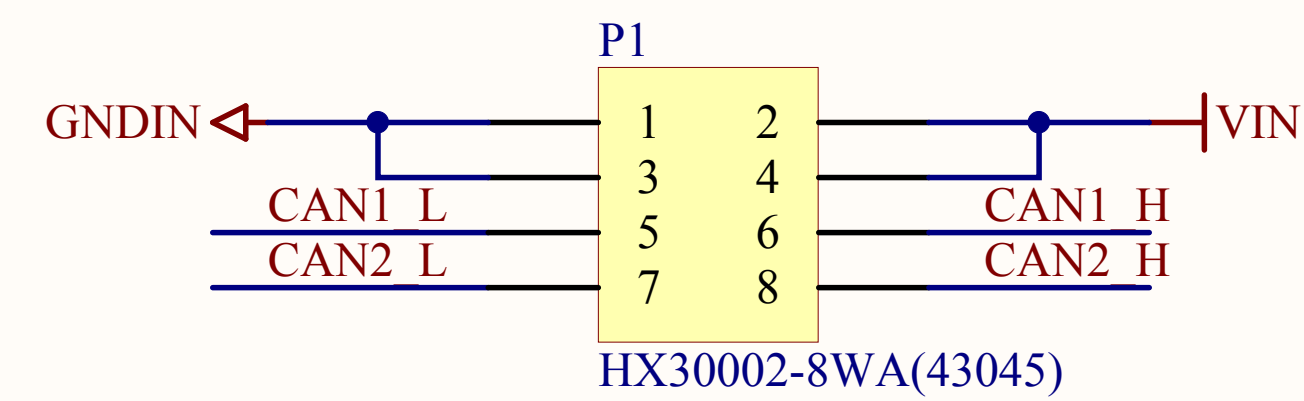 P1
GNDIN 1 2 VIN
3 4
CAN1_L 5 6 CAN1_H
CAN2_L 7 8 CAN2_H
HX30002-8WA(43045)